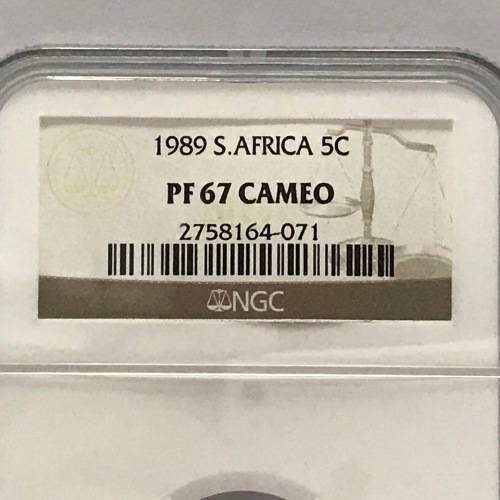 1989 S.AFRICA 5C
PF 67 CAMEO
2758164-071
NGC